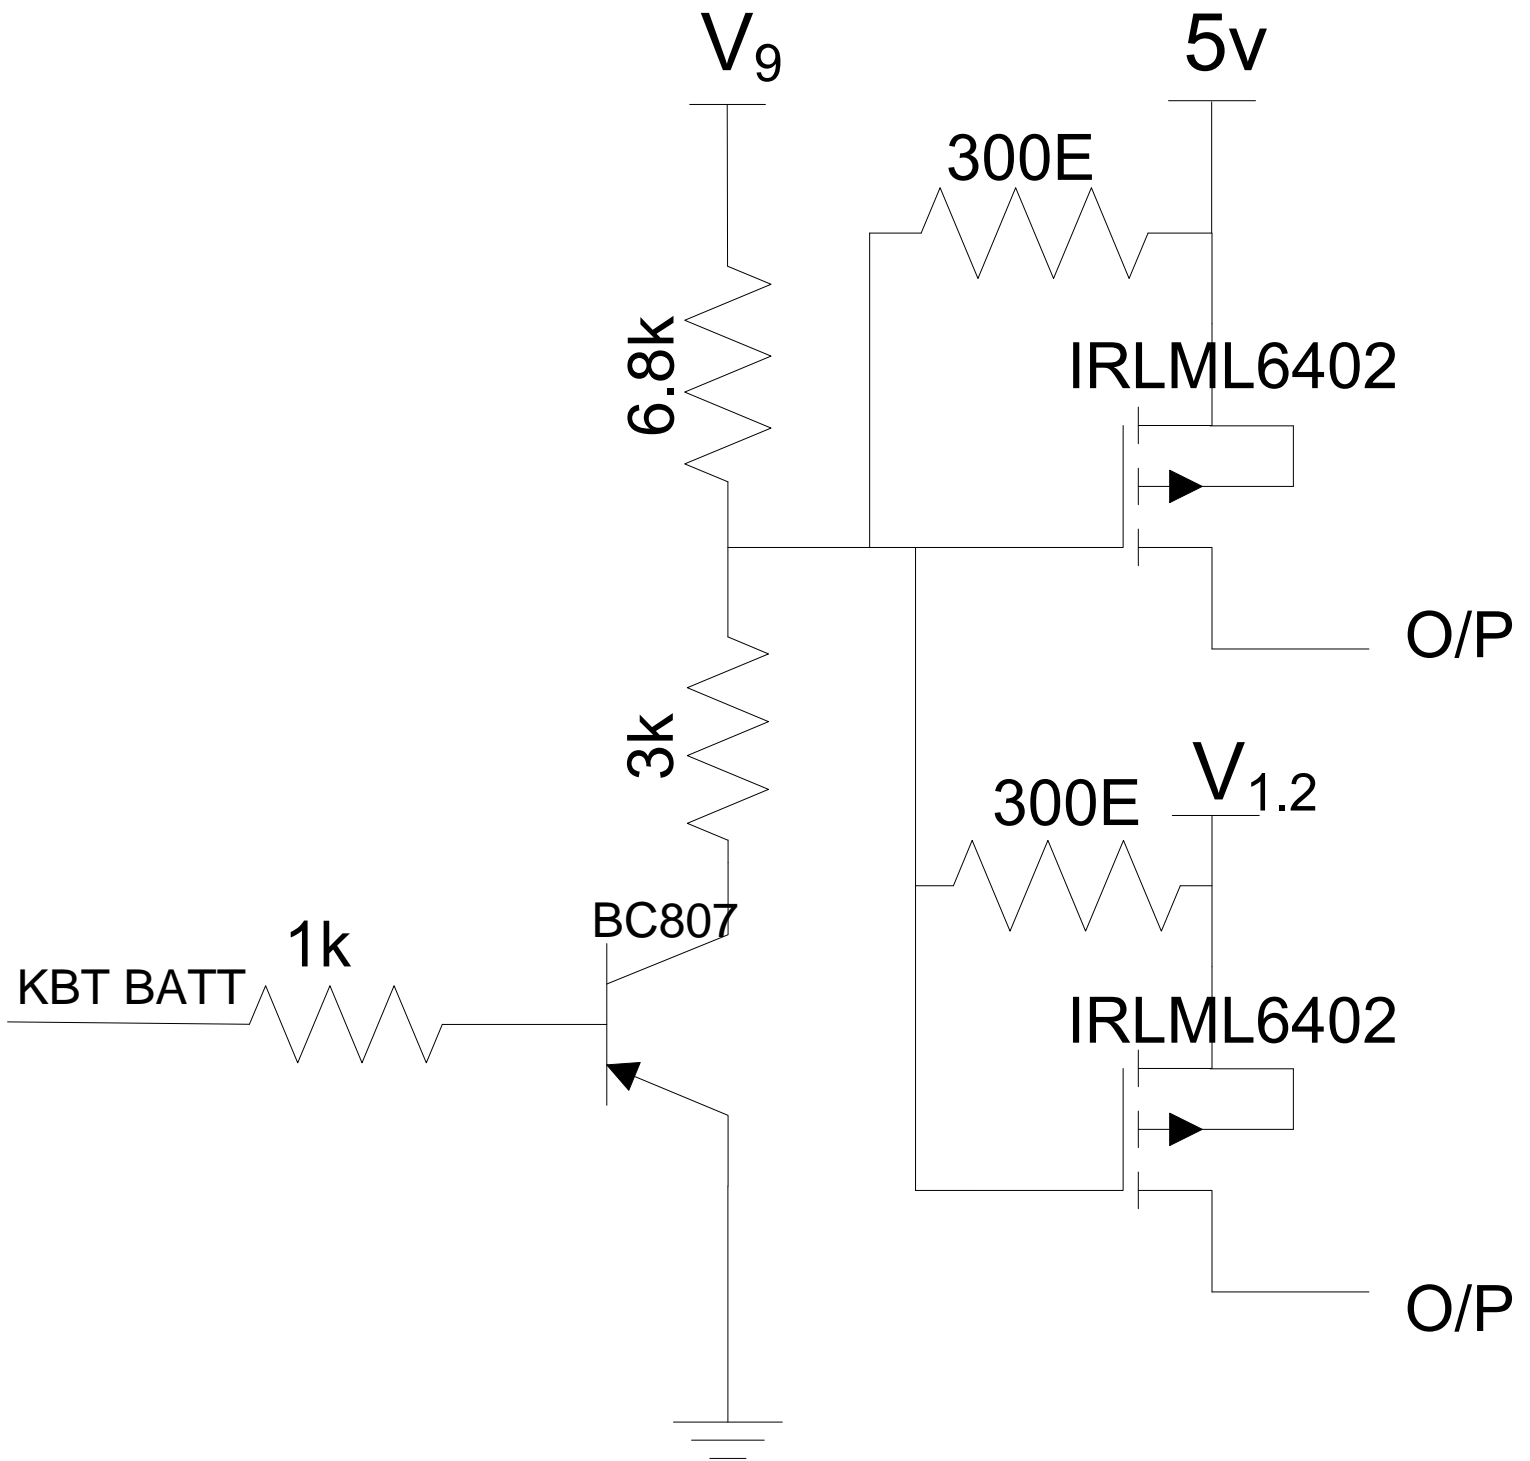 V₉
5v
300E
6.8k
IRLML6402
O/P
3k
V₁.₂
300E
BC807
1k
KBT BATT
IRLML6402
O/P